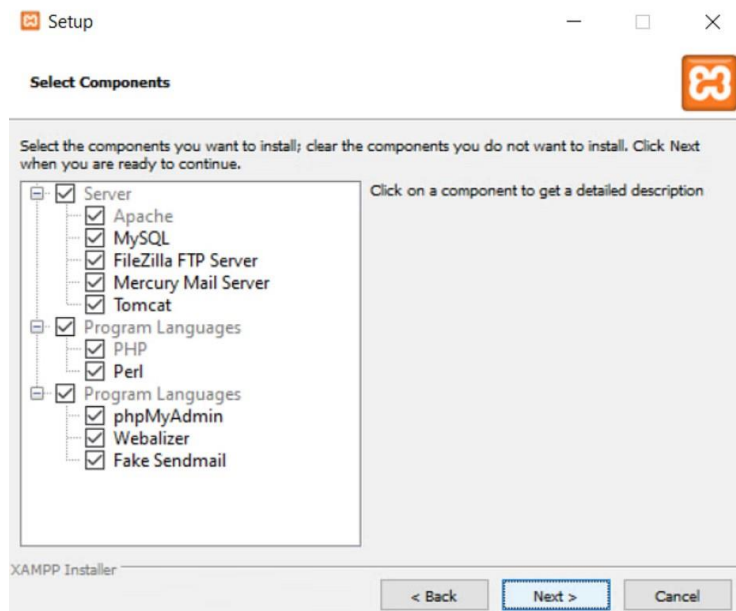 Setup
Select Components
Select the components you want to install; clear the components you do not want to install. Click Next
when you are ready to continue.
Server
Apache
MySQL
FileZilla FTP Server
Mercury Mail Server
Tomcat
Program Languages
PHP
Perl
Program Languages
phpMyAdmin
Webalizer
Fake Sendmail
Click on a component to get a detailed description
XAMPP Installer
< Back
Next >
Cancel